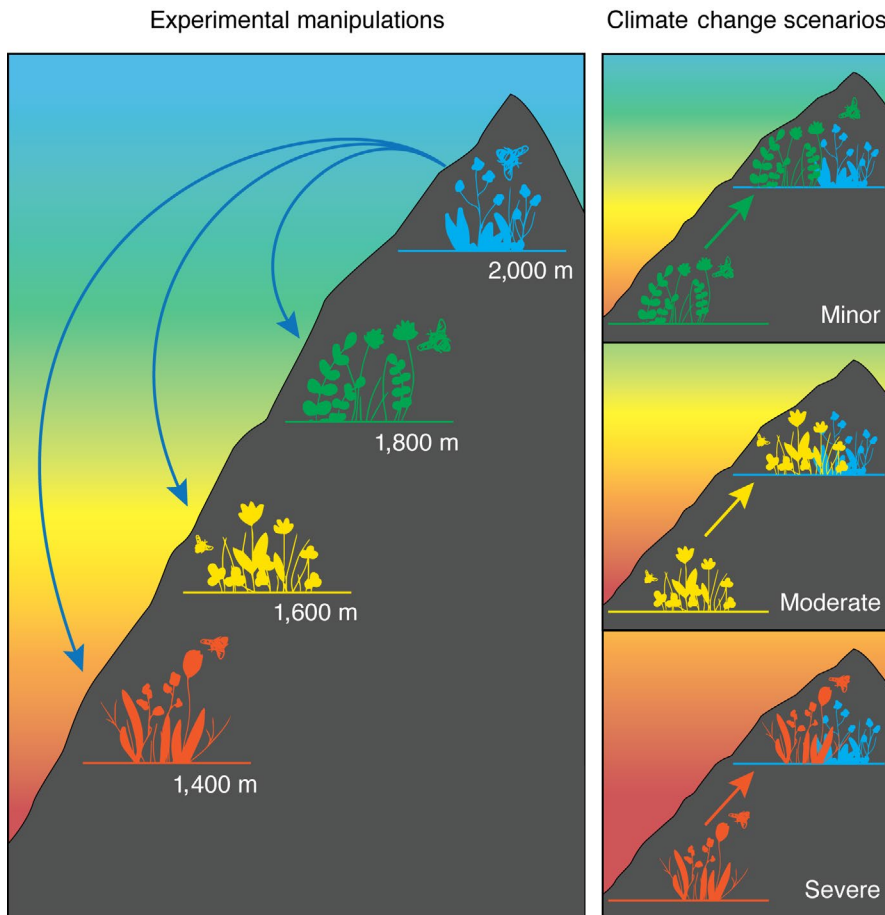 Experimental manipulations
Climate change scenarios
2,000 m
1,800 m
1,600 m
1,400 m
Minor
Moderate
Severe